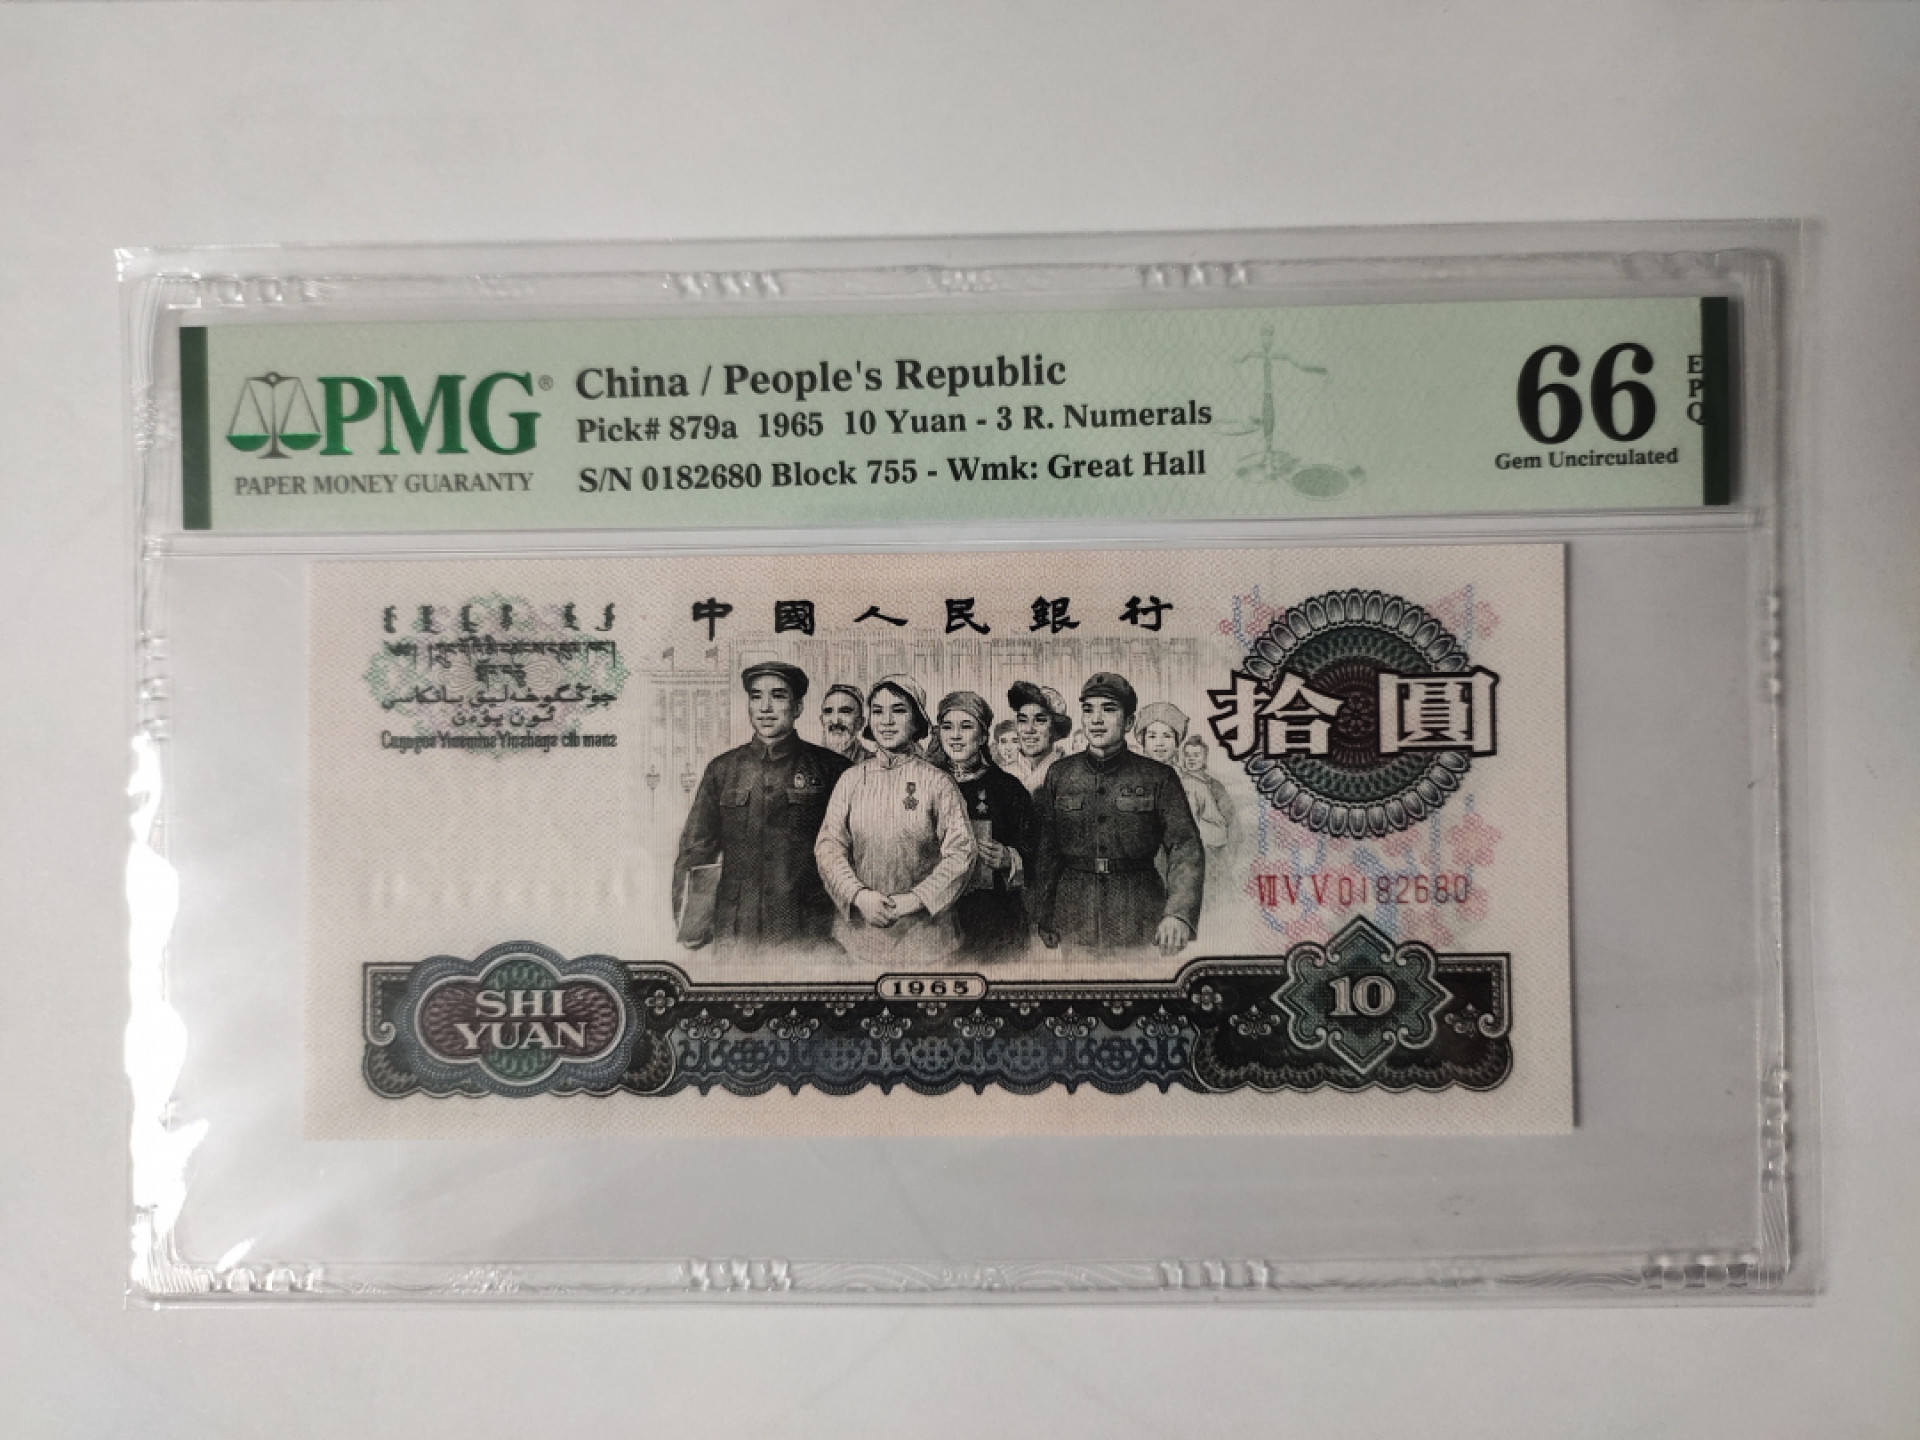 PMG®
PAPER MONEY GUARANTY
China / People's Republic
Pick# 879a 1965 10 Yuan - 3 R. Numerals
S/N 0182680 Block 755 - Wmk: Great Hall
66
EPQ
Gem Uncirculated
中國人民銀行
拾圓
ⅦⅤⅤ0182680
1965
SHI
YUAN
10